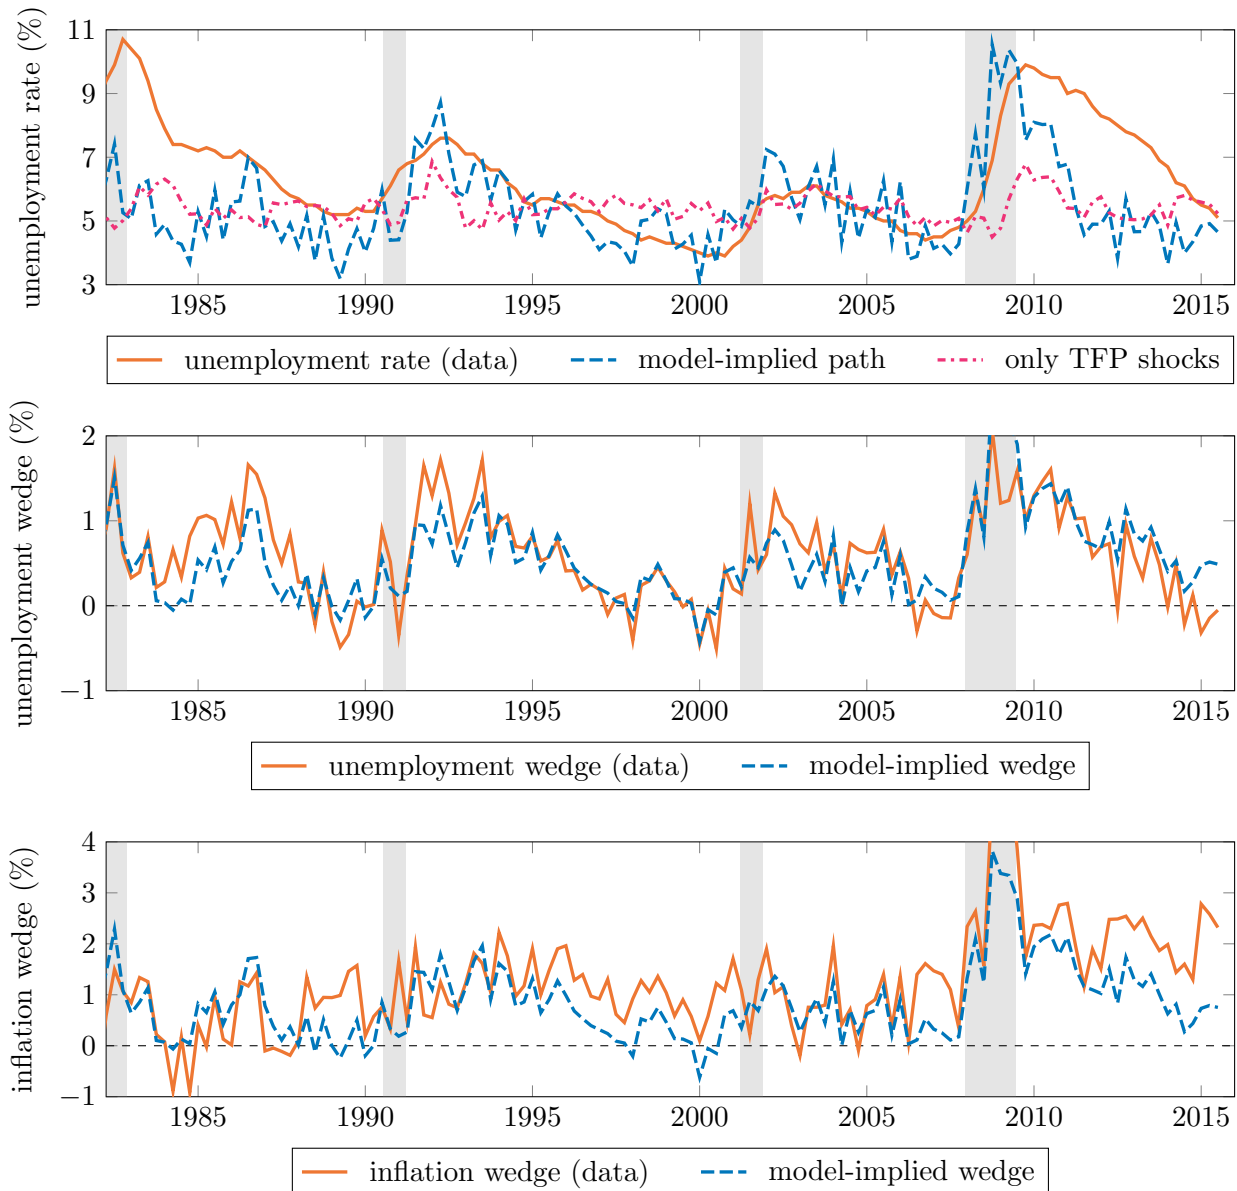 unemployment rate (%)
11
9
7
5
3
1985 1990 1995 2000 2005 2010 2015
unemployment rate (data) model-implied path only TFP shocks
unemployment wedge (%)
2
1
0
−1
1985 1990 1995 2000 2005 2010 2015
unemployment wedge (data) model-implied wedge
inflation wedge (%)
4
3
2
1
0
−1
1985 1990 1995 2000 2005 2010 2015
inflation wedge (data) model-implied wedge